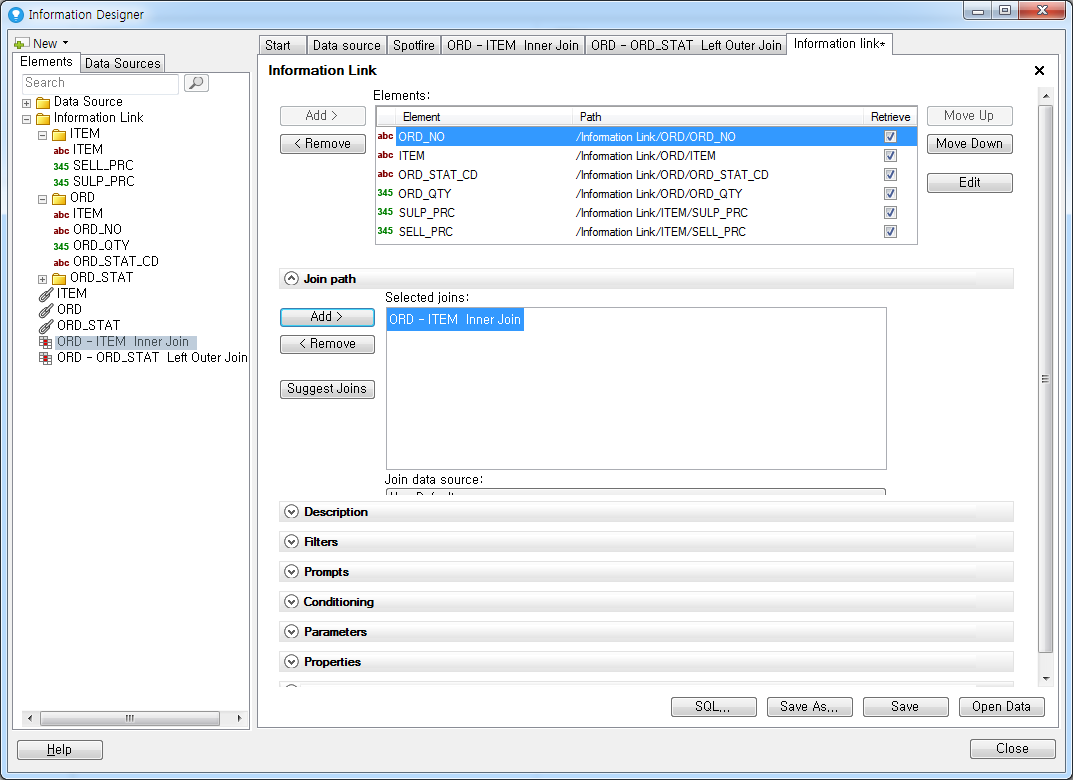 Information Designer
New
Elements
Data Sources
Search
Data Source
Information Link
ITEM
abc ITEM
345 SELL_PRC
345 SULP_PRC
ORD
abc ITEM
abc ORD_NO
345 ORD_QTY
abc ORD_STAT_CD
ORD_STAT
ITEM
ORD
ORD_STAT
ORD - ITEM Inner Join
ORD - ORD_STAT Left Outer Join
Help
Start
Data source
Spotfire
ORD - ITEM Inner Join
ORD - ORD_STAT Left Outer Join
Information link*
Information Link
Elements:
Add >
< Remove
Element Path Retrieve
abc ORD_NO /Information Link/ORD/ORD_NO
abc ITEM /Information Link/ORD/ITEM
abc ORD_STAT_CD /Information Link/ORD/ORD_STAT_CD
345 ORD_QTY /Information Link/ORD/ORD_QTY
345 SULP_PRC /Information Link/ITEM/SULP_PRC
345 SELL_PRC /Information Link/ITEM/SELL_PRC
Move Up
Move Down
Edit
Join path
Selected joins:
Add >
< Remove
Suggest Joins
ORD - ITEM Inner Join
Join data source:
Description
Filters
Prompts
Conditioning
Parameters
Properties
SQL...
Save As...
Save
Open Data
Close